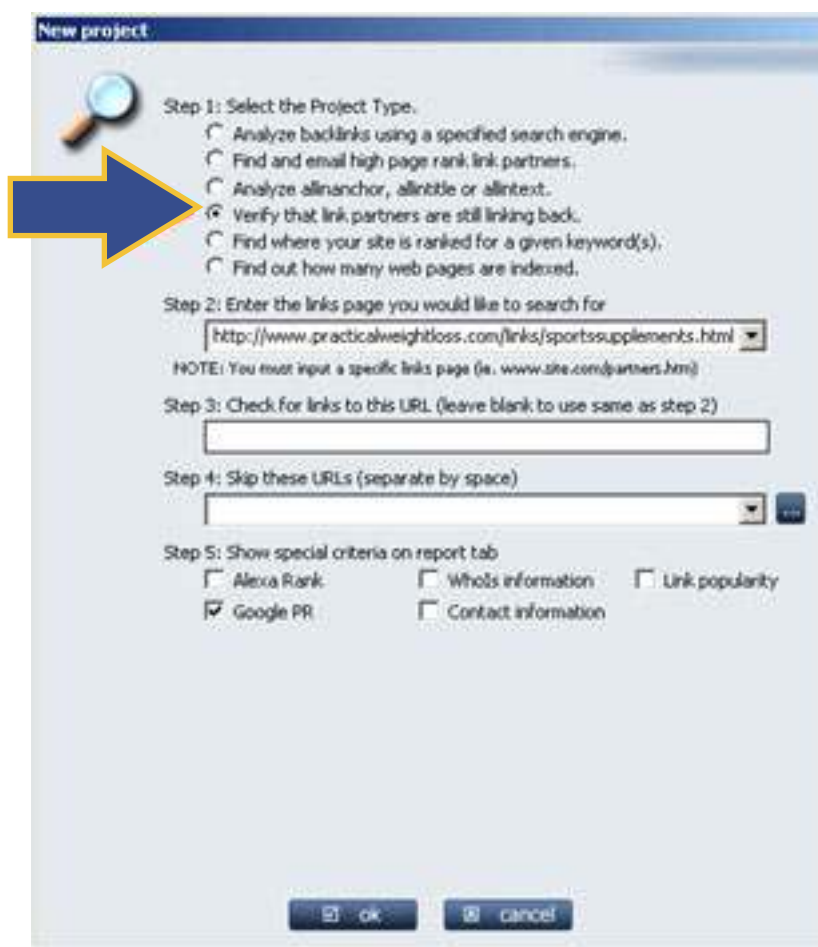 New project
Step 1: Select the Project Type.
Analyze backlinks using a specified search engine.
Find and email high page rank link partners.
Analyze allinanchor, allintitle or allintext.
Verify that link partners are still linking back.
Find where your site is ranked for a given keyword(s).
Find out how many web pages are indexed.
Step 2: Enter the links page you would like to search for
http://www.practicalweightloss.com/links/sportssupplements.html
NOTE: You must input a specific links page (ie. www.site.com/partners.htm)
Step 3: Check for links to this URL (leave blank to use same as step 2)
Step 4: Skip these URLs (separate by space)
...
Step 5: Show special criteria on report tab
Alexa Rank WhoIs information Link popularity
Google PR Contact information
ok cancel